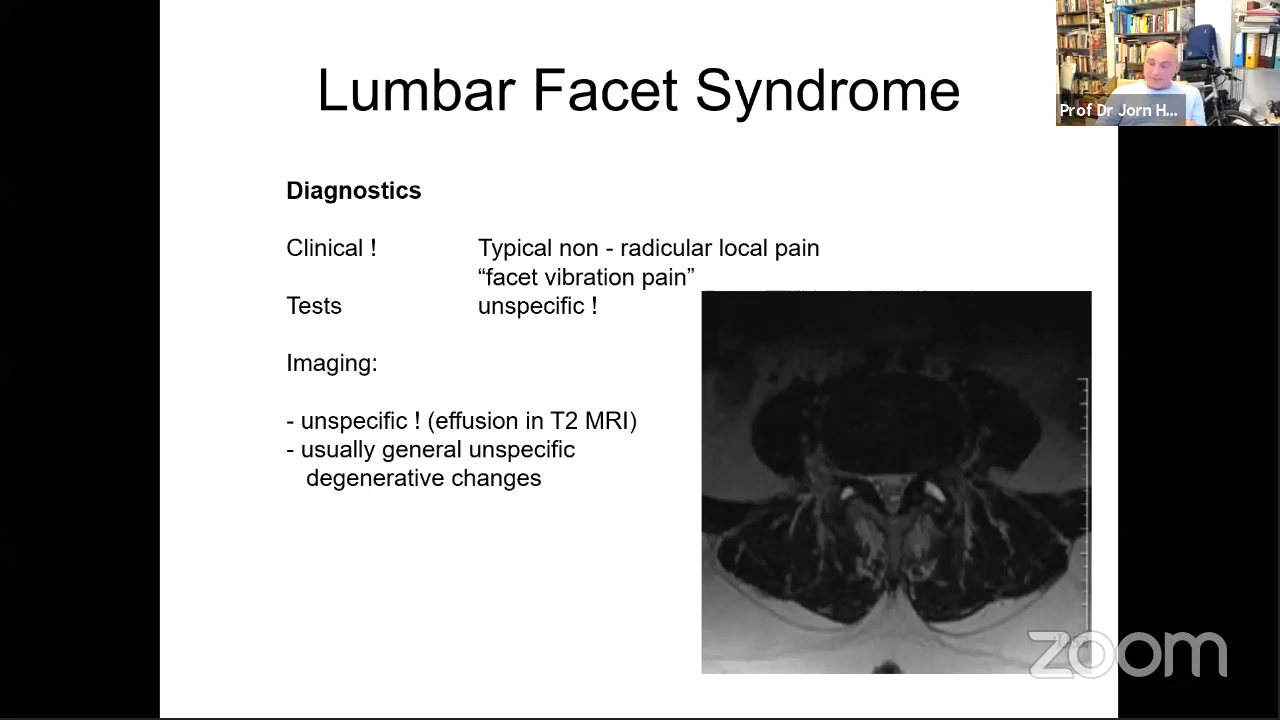 Lumbar Facet Syndrome
Prof Dr Jorn H...
Diagnostics
Clinical ! Typical non - radicular local pain
“facet vibration pain”
Tests unspecific !
Imaging:
- unspecific ! (effusion in T2 MRI)
- usually general unspecific
degenerative changes
zoom